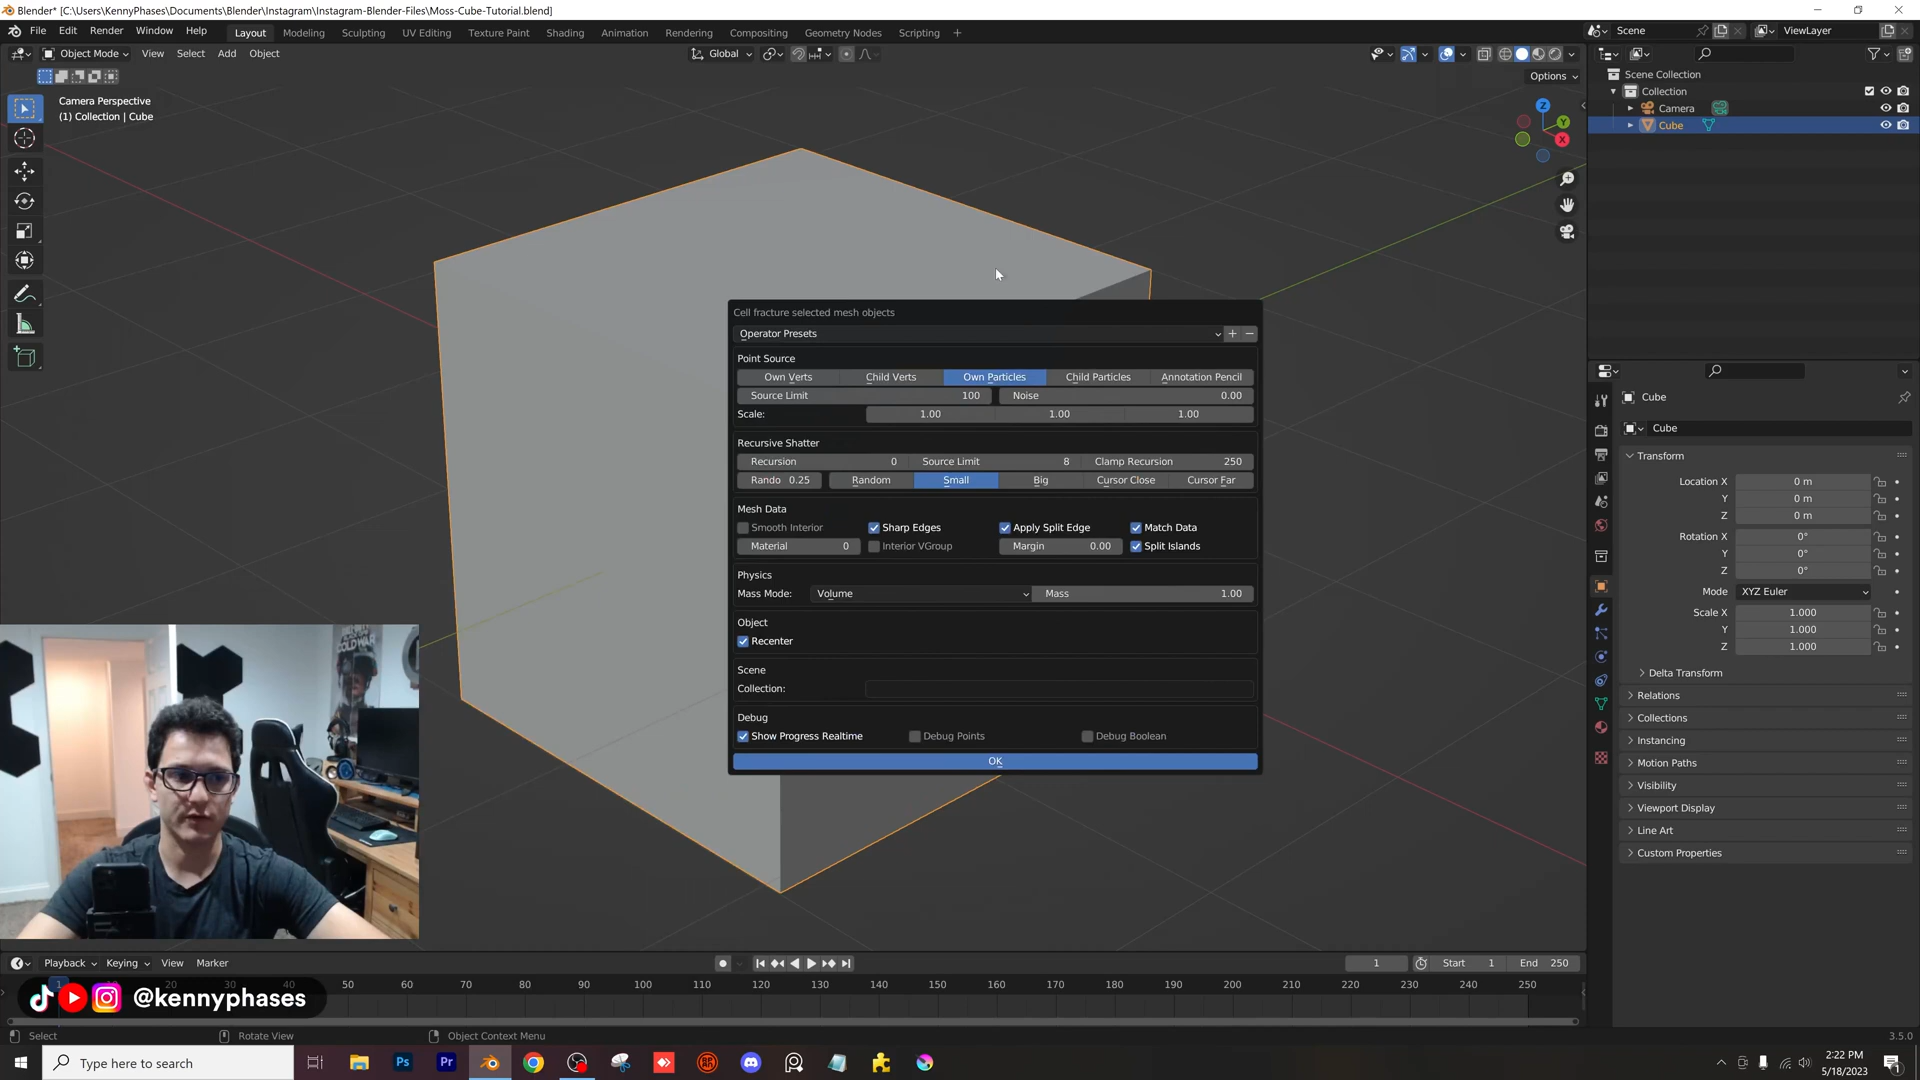 Blender* [C:\Users\KennyPhases\Documents\Blender\Instagram\Instagram-Blender-Files\Moss-Cube-Tutorial.blend]
File Edit Render Window Help Layout Modeling Sculpting UV Editing Texture Paint Shading Animation Rendering Compositing Geometry Nodes Scripting + Scene ViewLayer
Object Mode View Select Add Object Global
Options
Camera Perspective
(1) Collection | Cube
Z
Y
X
Scene Collection
Collection
Camera
Cube
Cell fracture selected mesh objects
Operator Presets + −
Point Source
Own Verts Child Verts Own Particles Child Particles Annotation Pencil
Source Limit 100 Noise 0.00
Scale: 1.00 1.00 1.00
Recursive Shatter
Recursion 0 Source Limit 8 Clamp Recursion 250
Rando 0.25 Random Small Big Cursor Close Cursor Far
Mesh Data
Smooth Interior Sharp Edges Apply Split Edge Match Data
Material 0 Interior VGroup Margin 0.00 Split Islands
Physics
Mass Mode: Volume Mass 1.00
Object
Recenter
Scene
Collection:
Debug
Show Progress Realtime Debug Points Debug Boolean
OK
Cube
Cube
Transform
Location X 0 m
Y 0 m
Z 0 m
Rotation X 0°
Y 0°
Z 0°
Mode XYZ Euler
Scale X 1.000
Y 1.000
Z 1.000
Delta Transform
Relations
Collections
Instancing
Motion Paths
Visibility
Viewport Display
Line Art
Custom Properties
COLD WAR
Playback Keying View Marker 1 Start 1 End 250
1 50 60 70 80 90 100 110 120 130 140 150 160 170 180 190 200 210 220 230 240 250
@kennyphases
Select Rotate View Object Context Menu 3.5.0
Type here to search Ps Pr
2:22 PM
5/18/2023
1